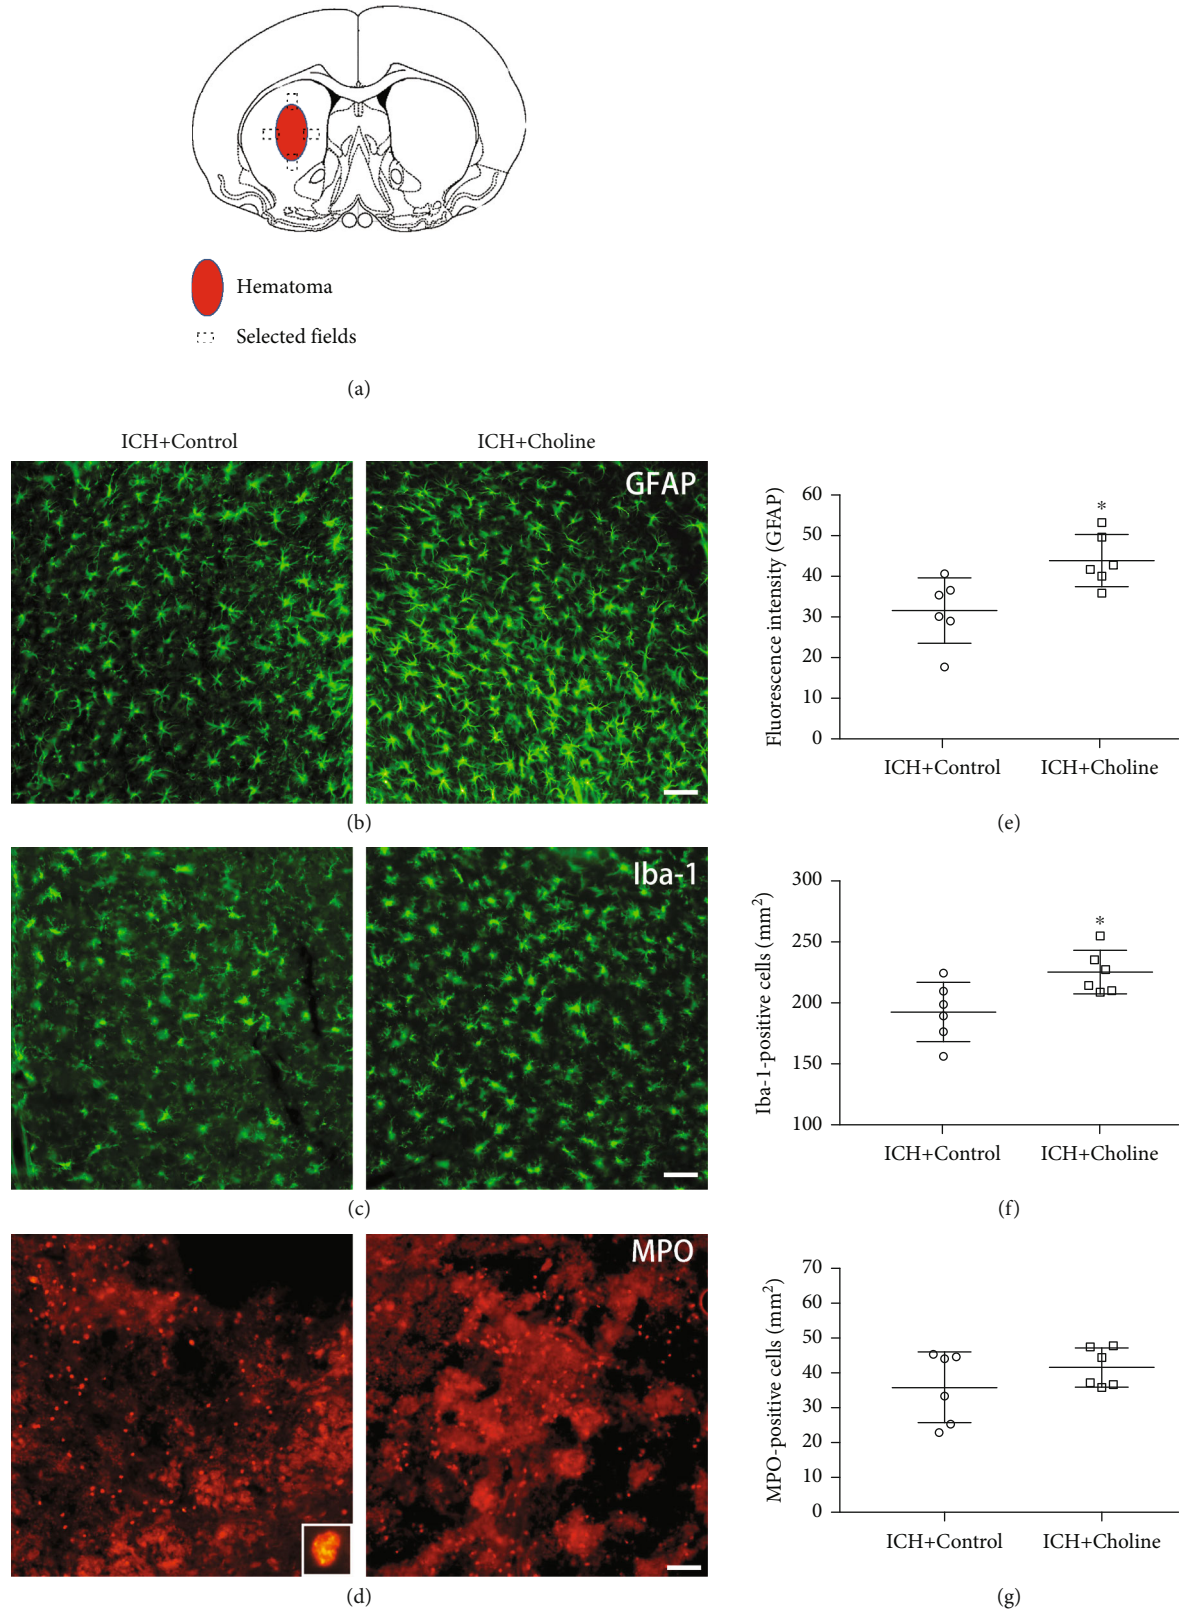 Hematoma
Selected fields
(a)
ICH+Control
ICH+Choline
GFAP
(b)
Fluorescence intensity (GFAP)
60
50
40
30
20
10
0
*
ICH+Control
ICH+Choline
(e)
Iba-1
(c)
Iba-1-positive cells (mm²)
300
250
200
150
100
*
ICH+Control
ICH+Choline
(f)
MPO
(d)
MPO-positive cells (mm²)
70
60
50
40
30
20
10
0
ICH+Control
ICH+Choline
(g)